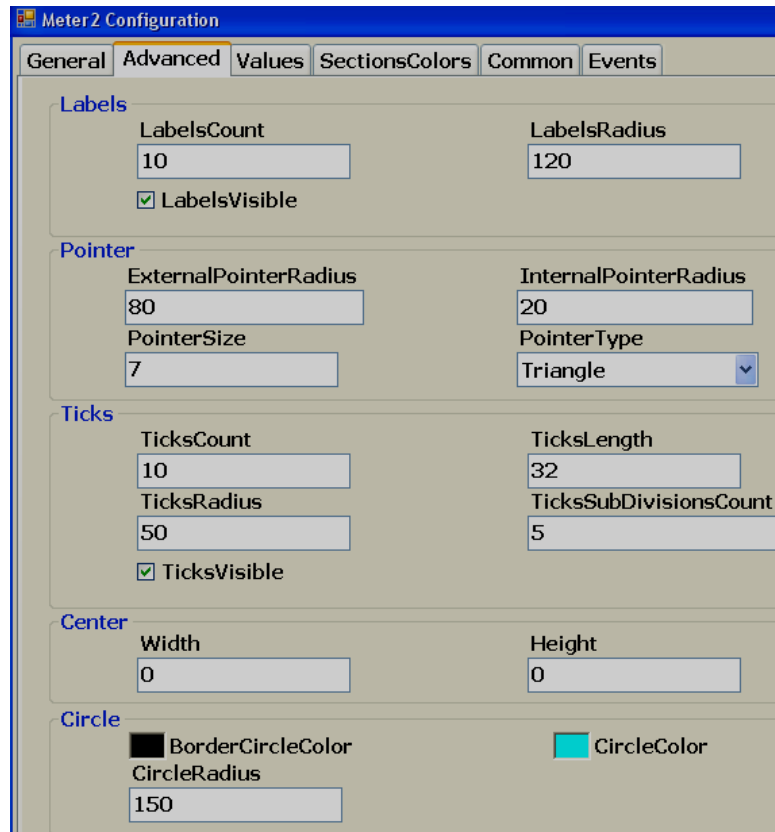 Meter2 Configuration
General Advanced Values SectionsColors Common Events
Labels
LabelsCount LabelsRadius
10 120
LabelsVisible
Pointer
ExternalPointerRadius InternalPointerRadius
80 20
PointerSize PointerType
7 Triangle
Ticks
TicksCount TicksLength
10 32
TicksRadius TicksSubDivisionsCount
50 5
TicksVisible
Center
Width Height
0 0
Circle
BorderCircleColor CircleColor
CircleRadius
150